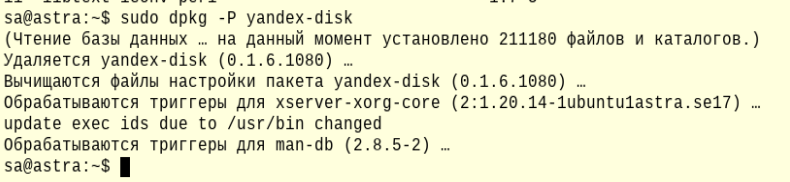 sa@astra:~$ sudo dpkg -P yandex-disk
(Чтение базы данных … на данный момент установлено 211180 файлов и каталогов.)
Удаляется yandex-disk (0.1.6.1080) …
Вычищаются файлы настройки пакета yandex-disk (0.1.6.1080) …
Обрабатываются триггеры для xserver-xorg-core (2:1.20.14-1ubuntu1astra.se17) …
update exec ids due to /usr/bin changed
Обрабатываются триггеры для man-db (2.8.5-2) …
sa@astra:~$